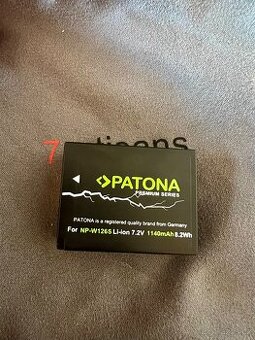 7
PATONA
PREMIUM SERIES
PATONA is a registered quality brand from Germany
For NP-W126S Li-ion 7.2V 1140mAh 8.2Wh